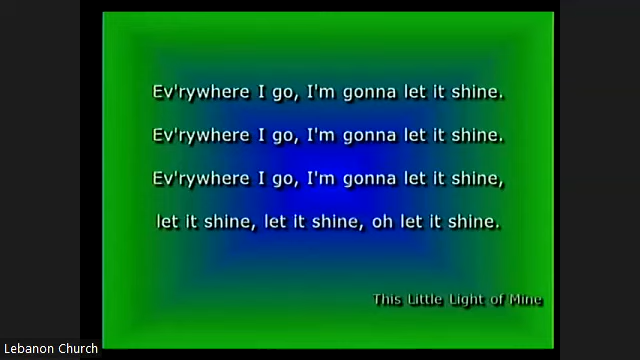 Ev'rywhere I go, I'm gonna let it shine.
Ev'rywhere I go, I'm gonna let it shine.
Ev'rywhere I go, I'm gonna let it shine,
let it shine, let it shine, oh let it shine.
This Little Light of Mine
Lebanon Church